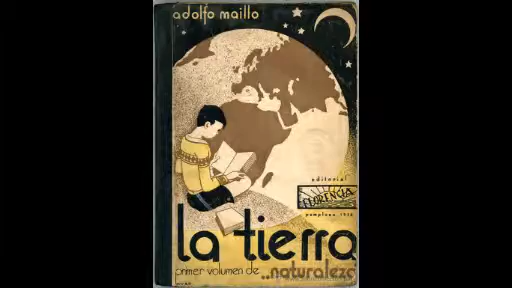 adolfo maillo
editorial
FLORENCIA
pamplona 1936
la tierra
primer volumen de "naturaleza"